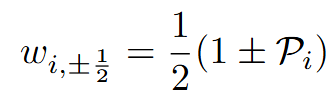 $w_{i,\pm\frac{1}{2}} = \frac{1}{2}(1 \pm \mathcal{P}_i)$